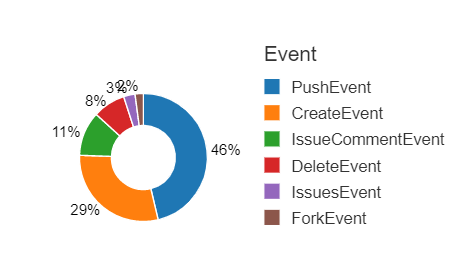 Event
PushEvent
CreateEvent
IssueCommentEvent
DeleteEvent
IssuesEvent
ForkEvent
46%
29%
11%
8%
3%
2%